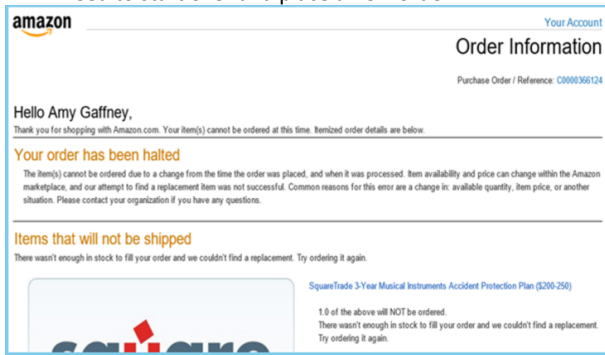 amazon
Your Account
Order Information
Purchase Order / Reference: C0000366124
Hello Amy Gaffney,
Thank you for shopping with Amazon.com. Your item(s) cannot be ordered at this time. Itemized order details are below.
Your order has been halted
The item(s) cannot be ordered due to a change from the time the order was placed, and when it was processed. Item availability and price can change within the Amazon
marketplace, and our attempt to find a replacement item was not successful. Common reasons for this error are a change in: available quantity, item price, or another
situation. Please contact your organization if you have any questions.
Items that will not be shipped
There wasn't enough in stock to fill your order and we couldn't find a replacement. Try ordering it again.
SquareTrade 3-Year Musical Instruments Accident Protection Plan ($200-250)
1.0 of the above will NOT be ordered.
There wasn't enough in stock to fill your order and we couldn't find a replacement.
Try ordering it again.
square